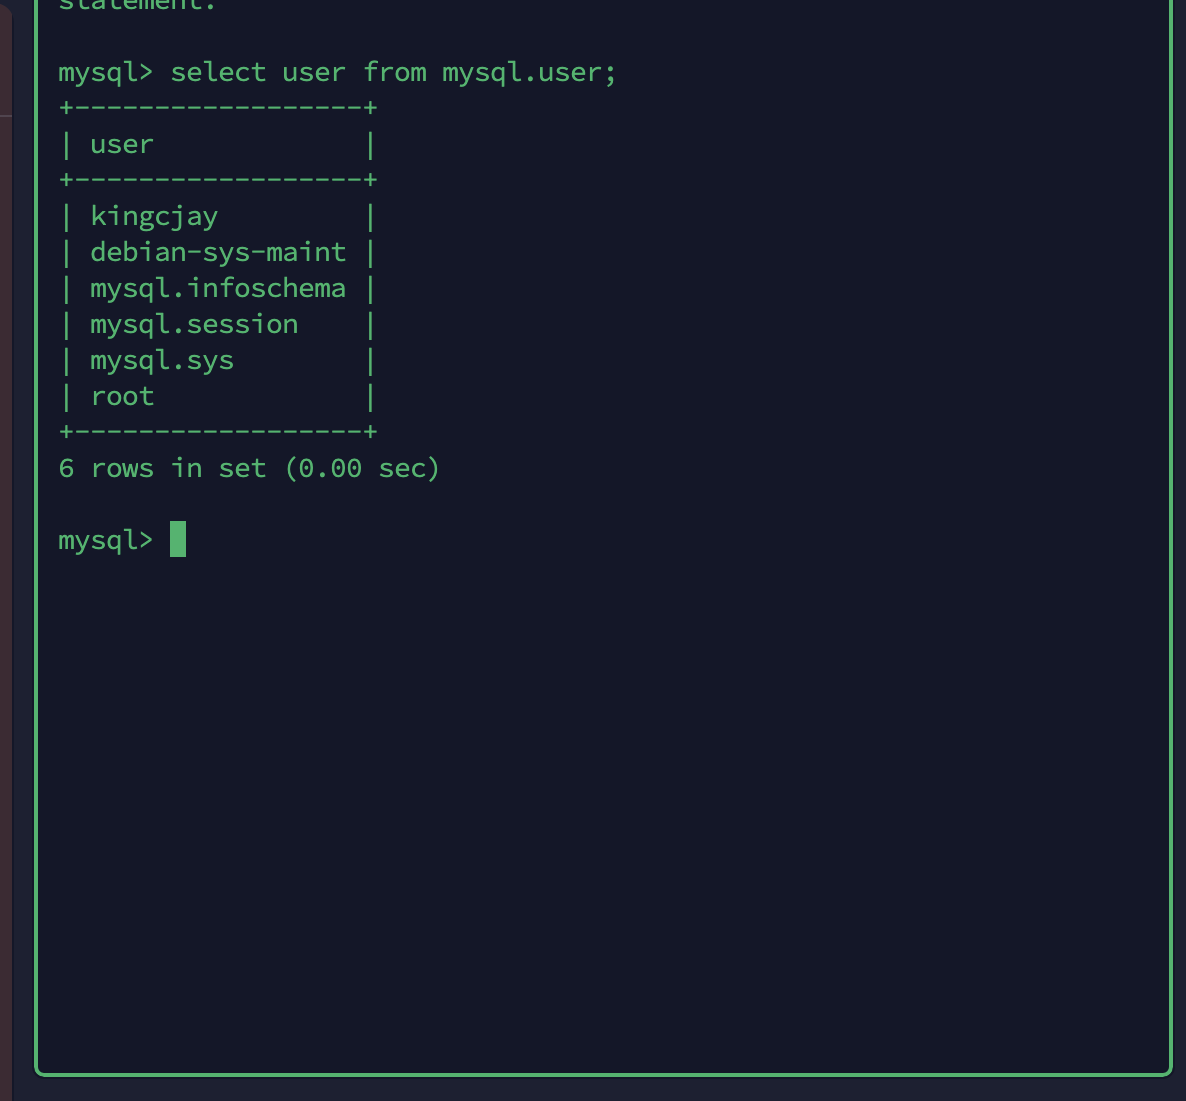 statement.
mysql> select user from mysql.user;
+------------------+
| user             |
+------------------+
| kingcjay         |
| debian-sys-maint |
| mysql.infoschema |
| mysql.session    |
| mysql.sys        |
| root             |
+------------------+
6 rows in set (0.00 sec)
mysql>